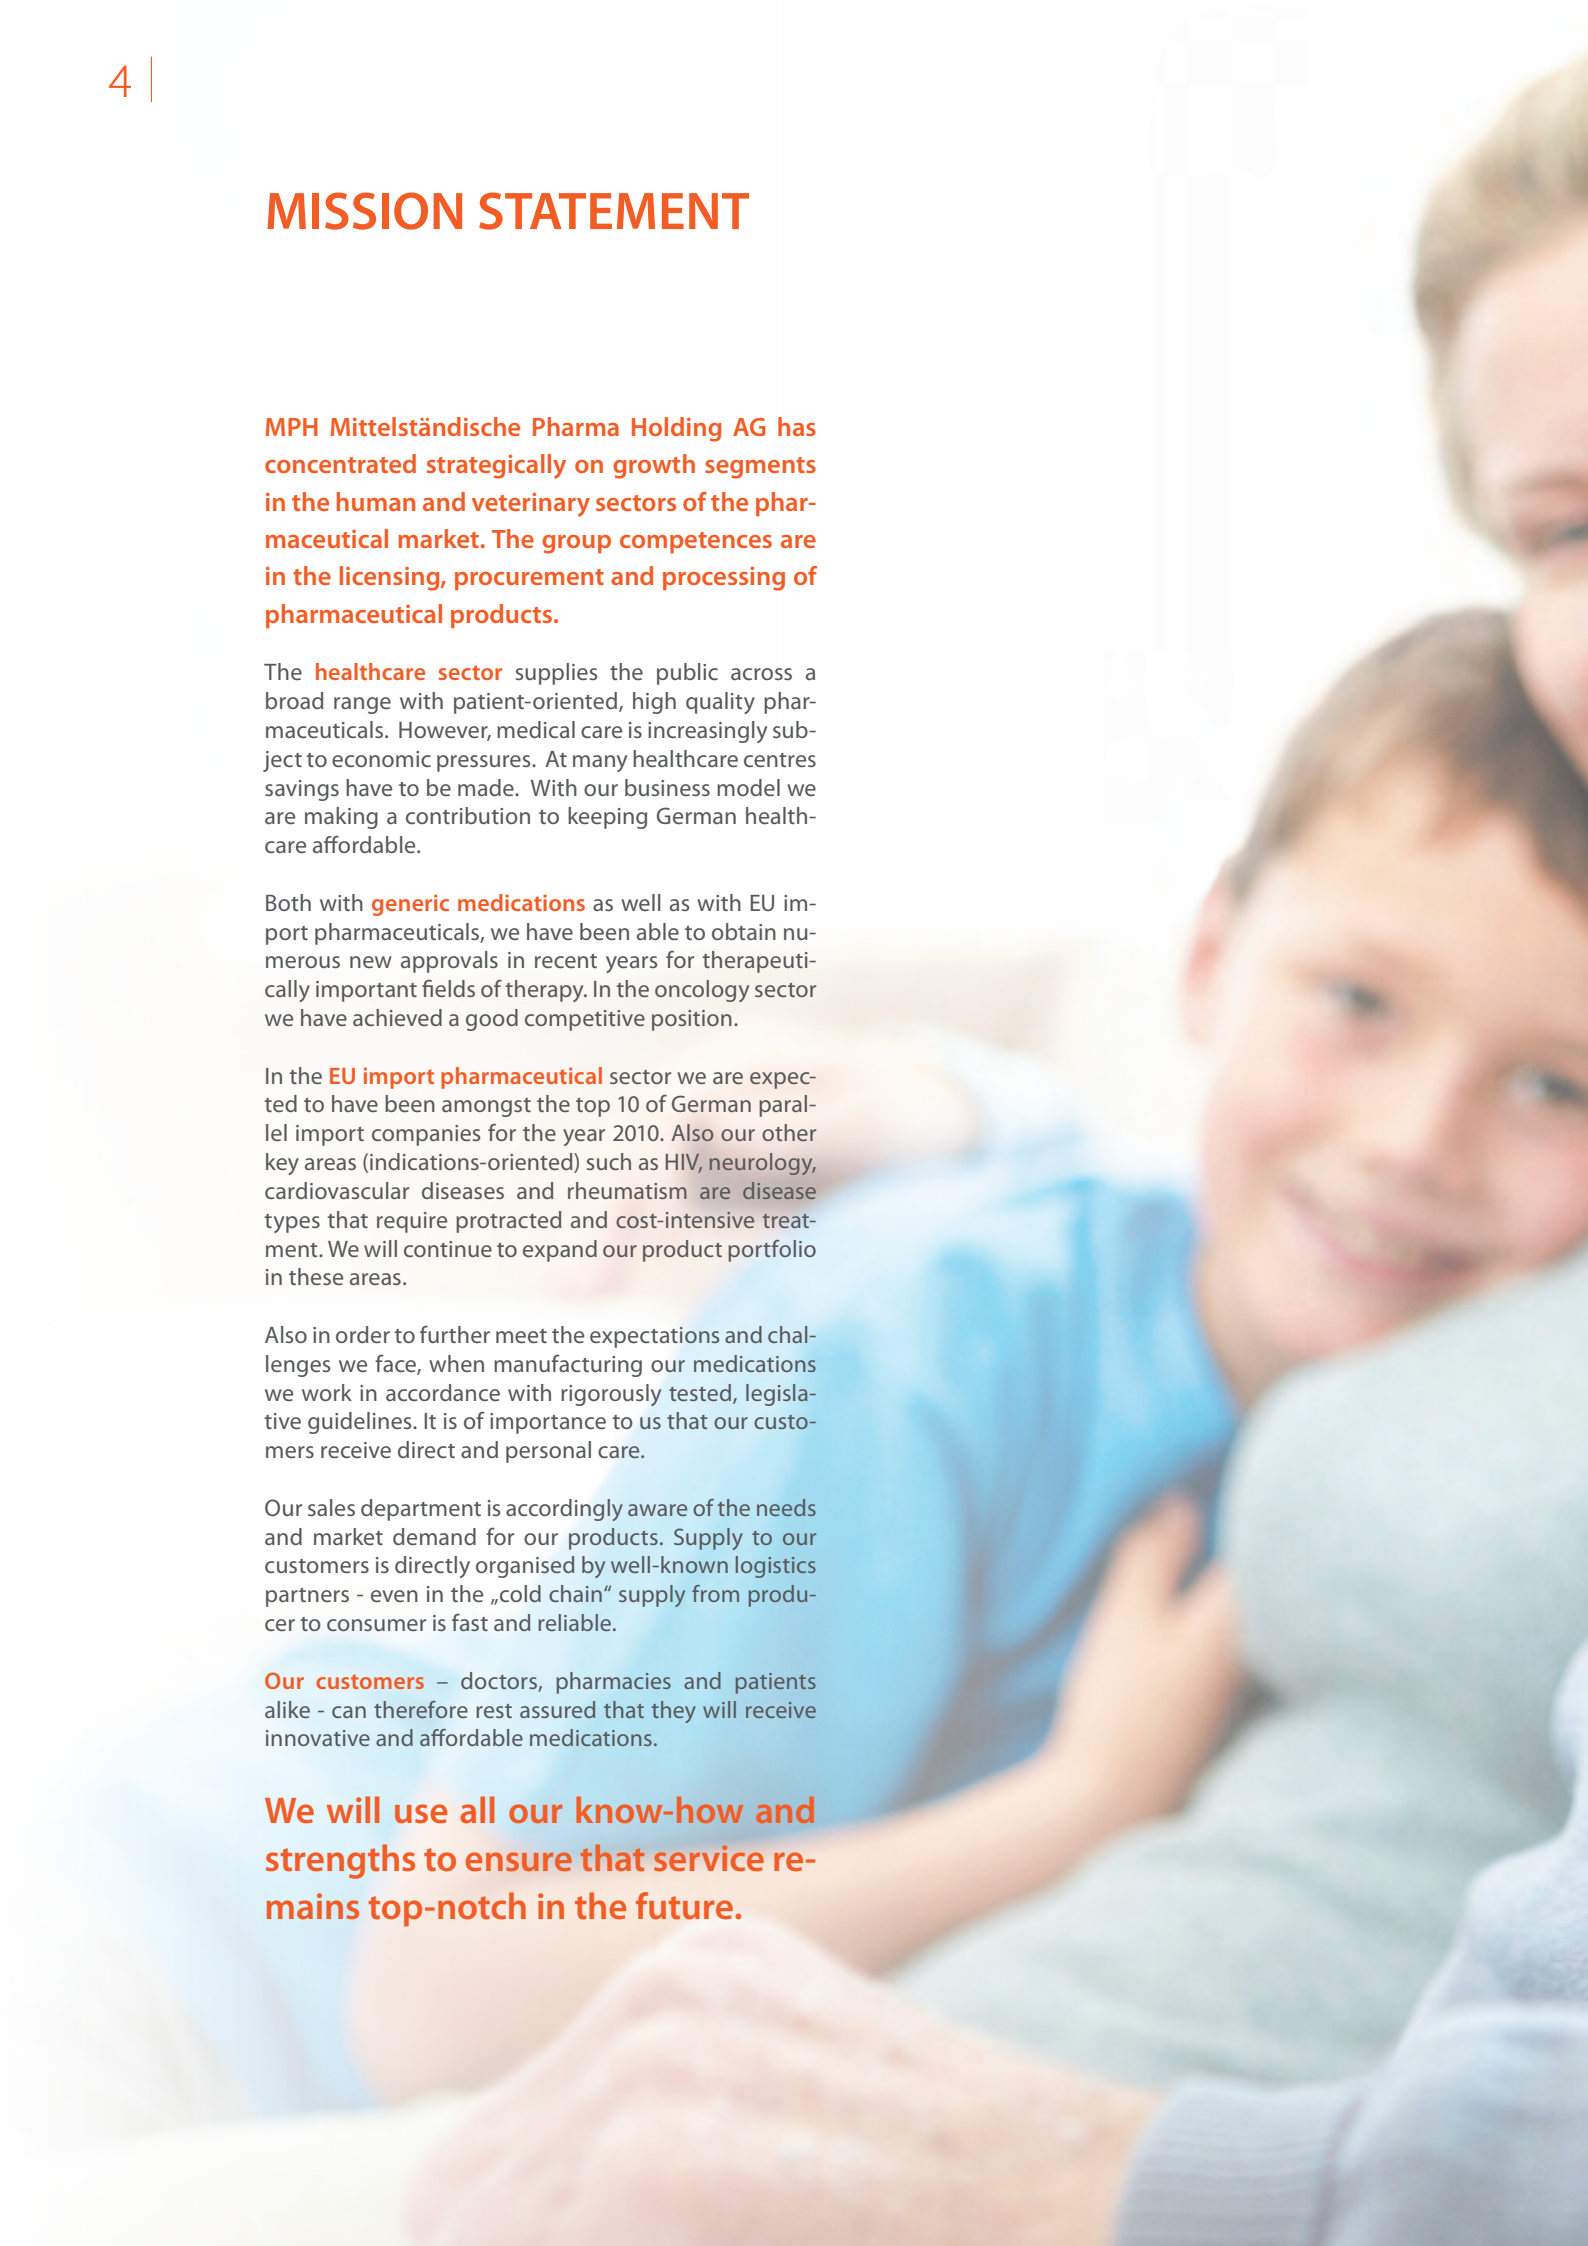 4
MISSION STATEMENT
MPH Mittelständische Pharma Holding AG has
concentrated strategically on growth segments
in the human and veterinary sectors of the phar-
maceutical market. The group competences are
in the licensing, procurement and processing of
pharmaceutical products.
The healthcare sector supplies the public across a
broad range with patient-oriented, high quality phar-
maceuticals. However, medical care is increasingly sub-
ject to economic pressures. At many healthcare centres
savings have to be made. With our business model we
are making a contribution to keeping German health-
care affordable.
Both with generic medications as well as with EU im-
port pharmaceuticals, we have been able to obtain nu-
merous new approvals in recent years for therapeuti-
cally important fields of therapy. In the oncology sector
we have achieved a good competitive position.
In the EU import pharmaceutical sector we are expec-
ted to have been amongst the top 10 of German paral-
lel import companies for the year 2010. Also our other
key areas (indications-oriented) such as HIV, neurology,
cardiovascular diseases and rheumatism are disease
types that require protracted and cost-intensive treat-
ment. We will continue to expand our product portfolio
in these areas.
Also in order to further meet the expectations and chal-
lenges we face, when manufacturing our medications
we work in accordance with rigorously tested, legisla-
tive guidelines. It is of importance to us that our custo-
mers receive direct and personal care.
Our sales department is accordingly aware of the needs
and market demand for our products. Supply to our
customers is directly organised by well-known logistics
partners - even in the „cold chain“ supply from produ-
cer to consumer is fast and reliable.
Our customers – doctors, pharmacies and patients
alike - can therefore rest assured that they will receive
innovative and affordable medications.
We will use all our know-how and
strengths to ensure that service re-
mains top-notch in the future.